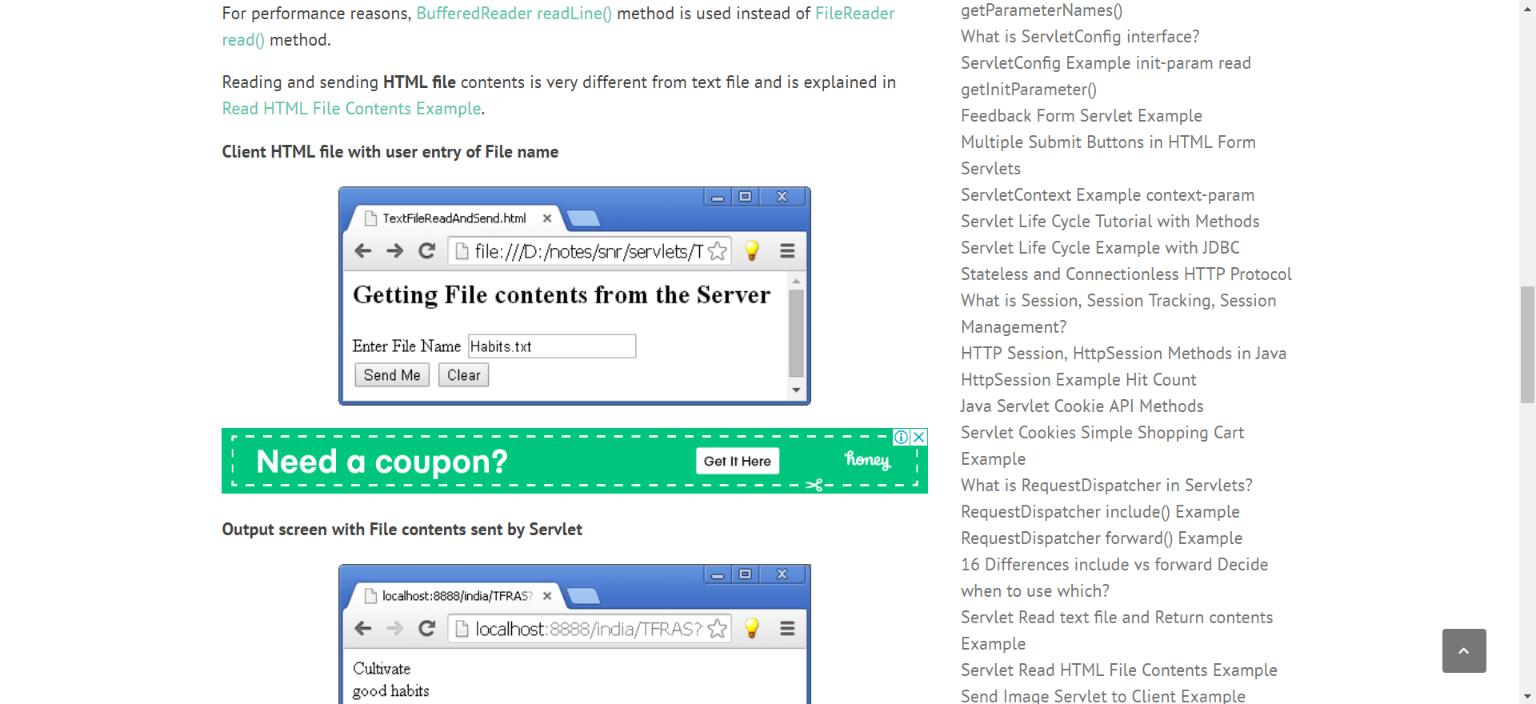 For performance reasons, BufferedReader readLine() method is used instead of FileReader
read() method.
Reading and sending HTML file contents is very different from text file and is explained in
Read HTML File Contents Example.
Client HTML file with user entry of File name
TextFileReadAndSend.html
file:///D:/notes/snr/servlets/T
Getting File contents from the Server
Enter File Name Habits.txt
Send Me Clear
Need a coupon? Get It Here honey
Output screen with File contents sent by Servlet
localhost:8888/india/TFRAS?
localhost:8888/india/TFRAS?
Cultivate
good habits
getParameterNames()
What is ServletConfig interface?
ServletConfig Example init-param read
getInitParameter()
Feedback Form Servlet Example
Multiple Submit Buttons in HTML Form
Servlets
ServletContext Example context-param
Servlet Life Cycle Tutorial with Methods
Servlet Life Cycle Example with JDBC
Stateless and Connectionless HTTP Protocol
What is Session, Session Tracking, Session
Management?
HTTP Session, HttpSession Methods in Java
HttpSession Example Hit Count
Java Servlet Cookie API Methods
Servlet Cookies Simple Shopping Cart
Example
What is RequestDispatcher in Servlets?
RequestDispatcher include() Example
RequestDispatcher forward() Example
16 Differences include vs forward Decide
when to use which?
Servlet Read text file and Return contents
Example
Servlet Read HTML File Contents Example
Send Image Servlet to Client Example